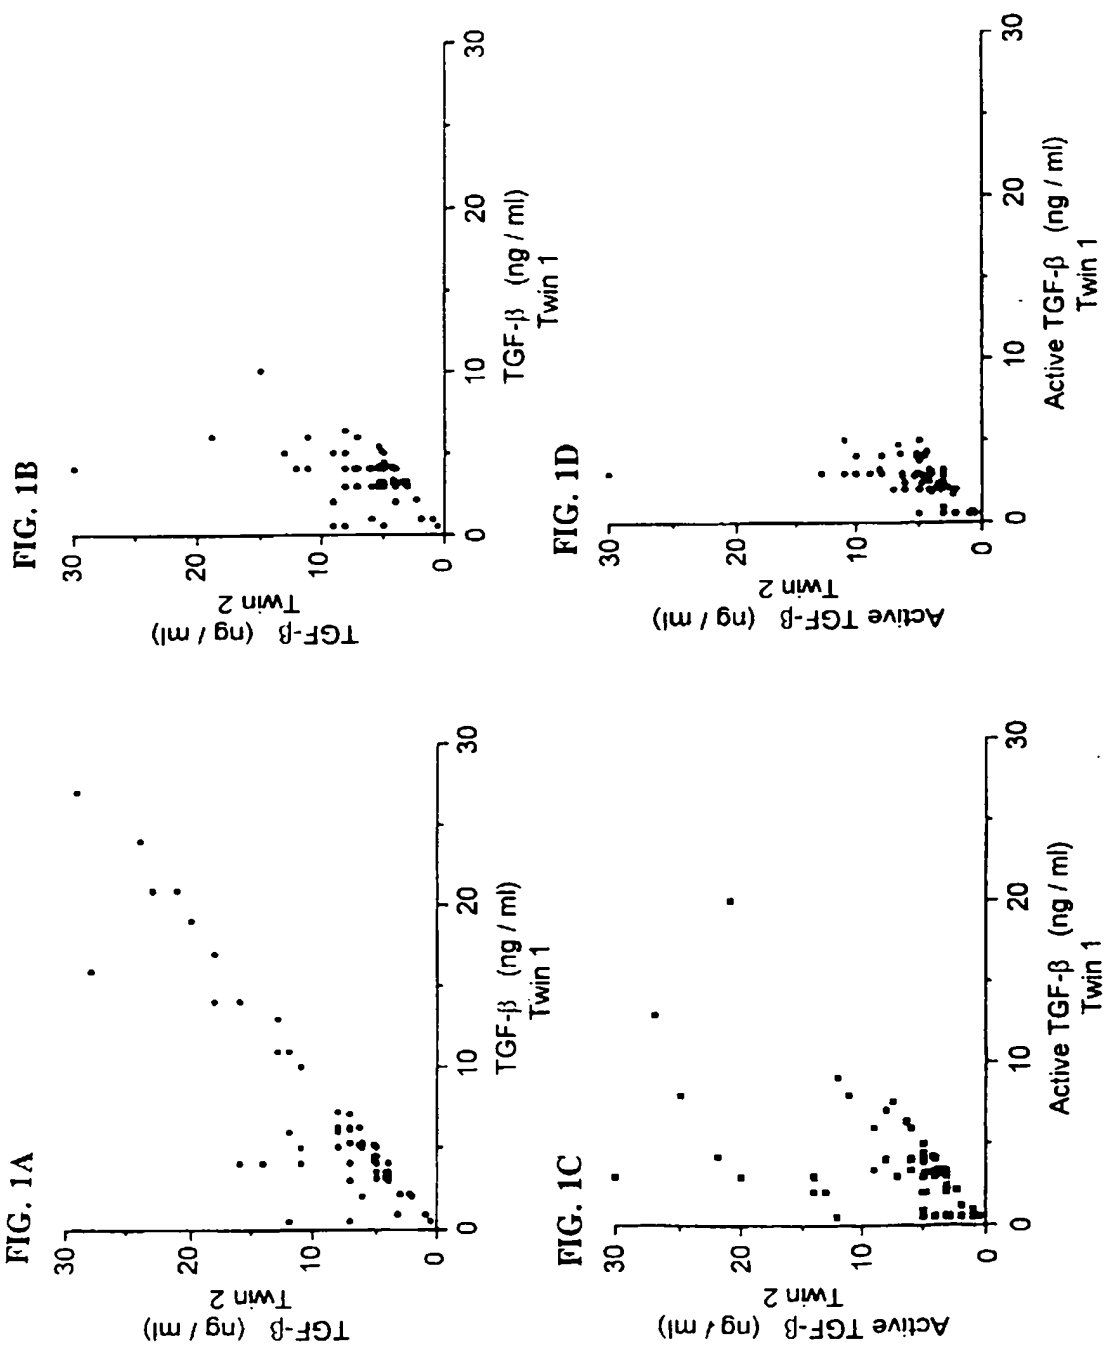 FIG. 1A
30
20
10
0
TGF-β (ng / ml)
Twin 2
0
10
20
30
TGF-β (ng / ml)
Twin 1
FIG. 1B
30
20
10
0
TGF-β (ng / ml)
Twin 2
0
10
20
30
TGF-β (ng / ml)
Twin 1
FIG. 1C
30
20
10
0
Active TGF-β (ng / ml)
Twin 2
0
10
20
30
Active TGF-β (ng / ml)
Twin 1
FIG. 1D
30
20
10
0
Active TGF-β (ng / ml)
Twin 2
0
10
20
30
Active TGF-β (ng / ml)
Twin 1